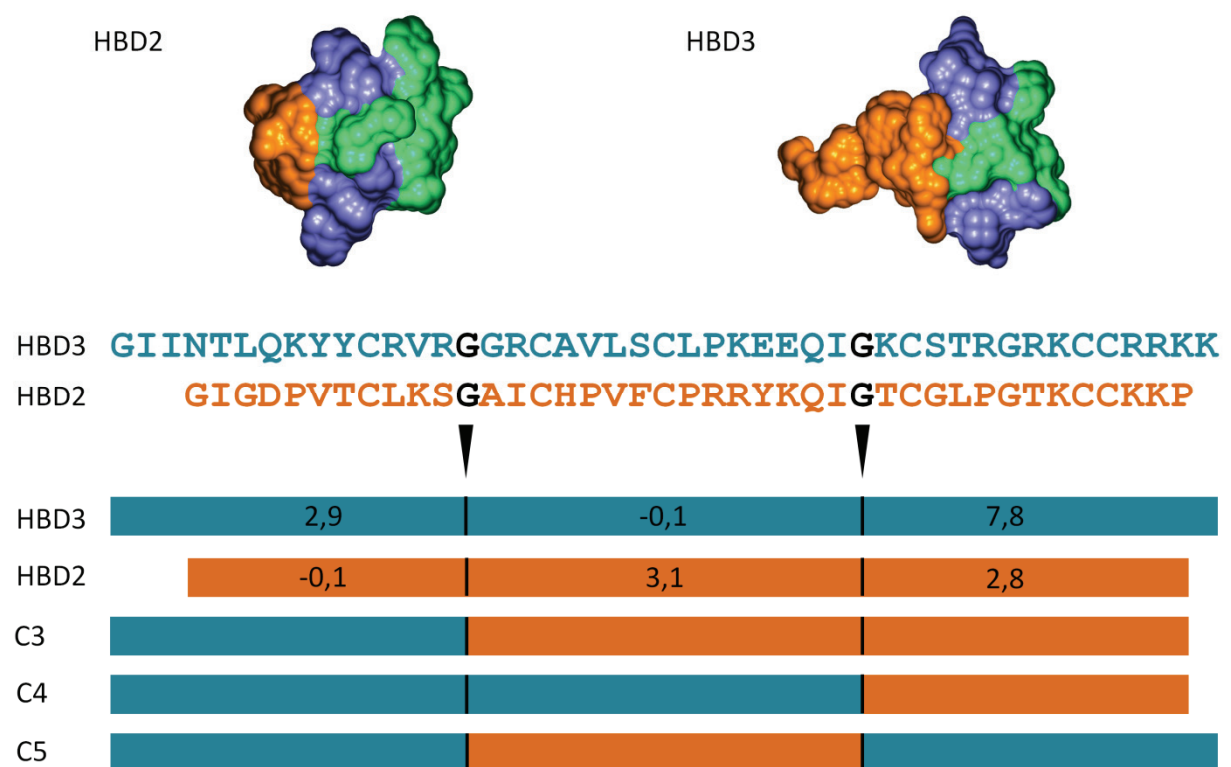 HBD2 HBD3
HBD3 GIINTLQKYYCRVRGGRCAVLSCLPKEEQIGKCSTRGRKCCRRKK
HBD2 GIGDPVTCLKSGAICHPVFCPRRYKQIGTCGLPGTKCCKKP
HBD3 2,9 -0,1 7,8
HBD2 -0,1 3,1 2,8
C3
C4
C5